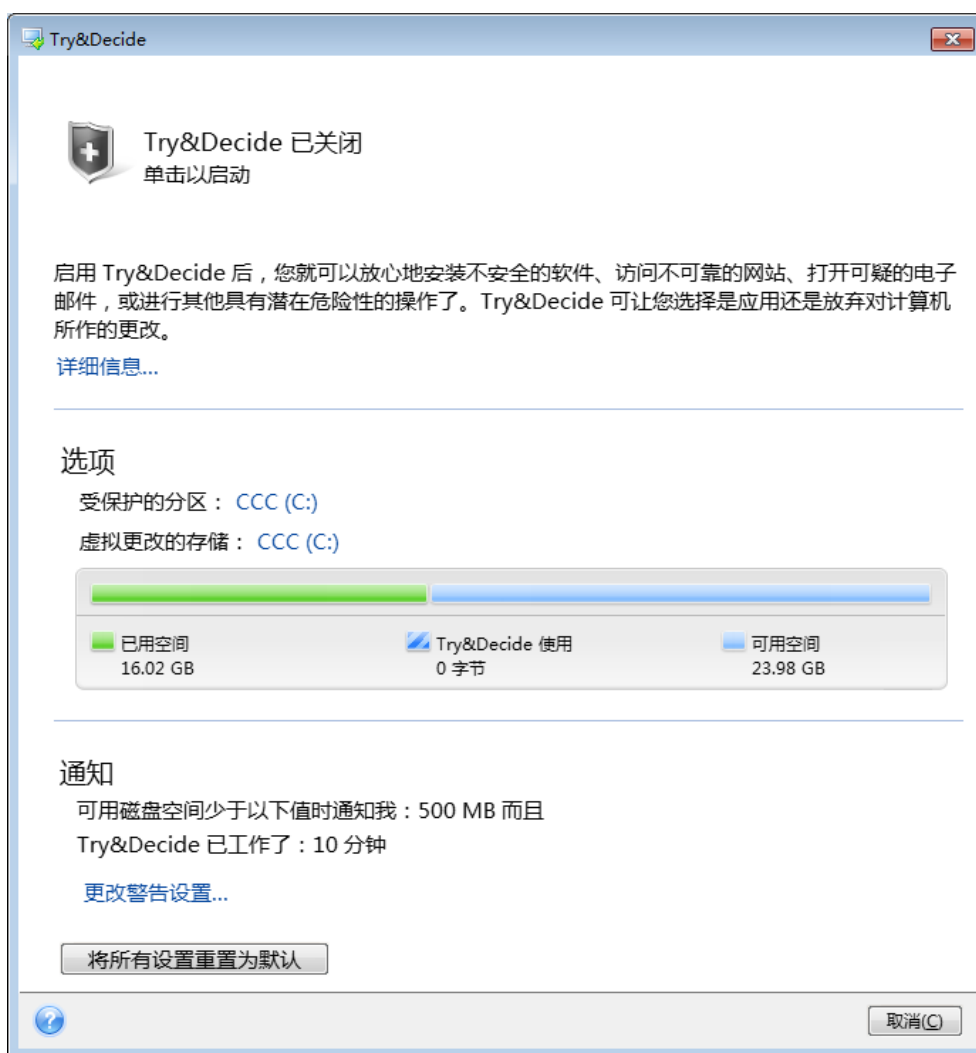 Try&Decide
Try&Decide 已关闭
单击以启动
启用 Try&Decide 后，您就可以放心地安装不安全的软件、访问不可靠的网站、打开可疑的电子
邮件，或进行其他具有潜在危险性的操作了。Try&Decide 可让您选择是应用还是放弃对计算机
所作的更改。
详细信息...
选项
受保护的分区： CCC (C:)
虚拟更改的存储： CCC (C:)
已用空间
16.02 GB
Try&Decide 使用
0 字节
可用空间
23.98 GB
通知
可用磁盘空间少于以下值时通知我：500 MB 而且
Try&Decide 已工作了：10 分钟
更改警告设置...
将所有设置重置为默认
取消(C)